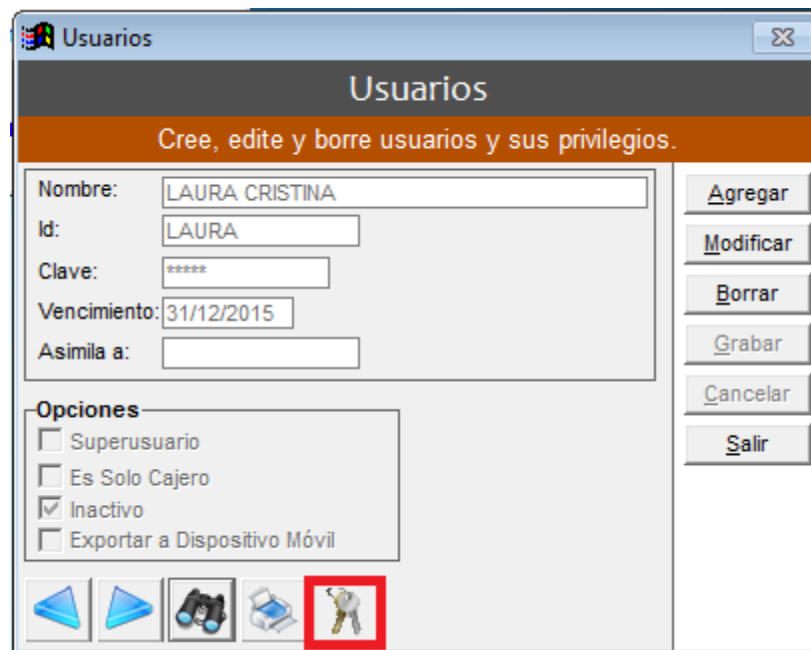 Usuarios
Usuarios
Cree, edite y borre usuarios y sus privilegios.
Nombre: LAURA CRISTINA
Id: LAURA
Clave: *****
Vencimiento: 31/12/2015
Asimila a:
Opciones
Superusuario
Es Solo Cajero
Inactivo
Exportar a Dispositivo Móvil
Agregar
Modificar
Borrar
Grabar
Cancelar
Salir